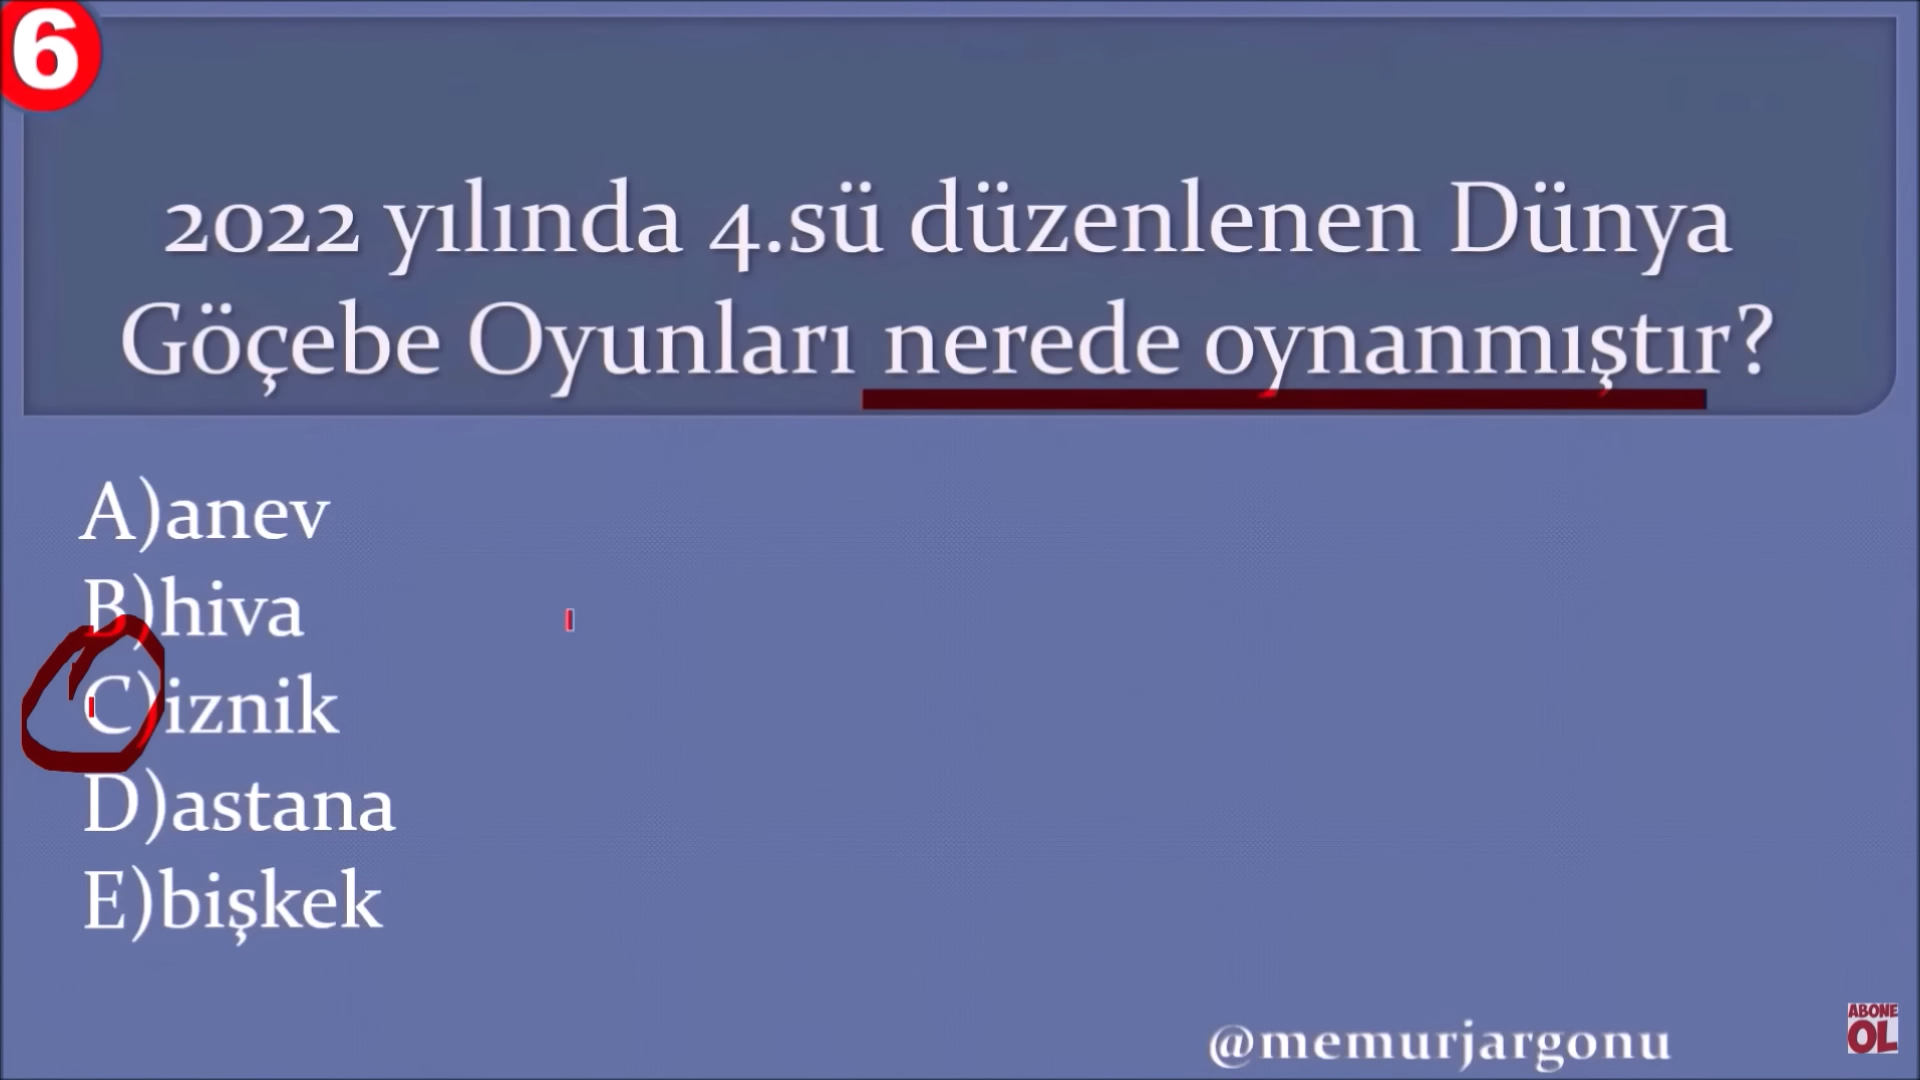 6
2022 yılında 4.sü düzenlenen Dünya
Göçebe Oyunları nerede oynanmıştır?
A)anev
B)hiva
C)iznik
D)astana
E)bişkek
@memurjargonu
ABONE
OL